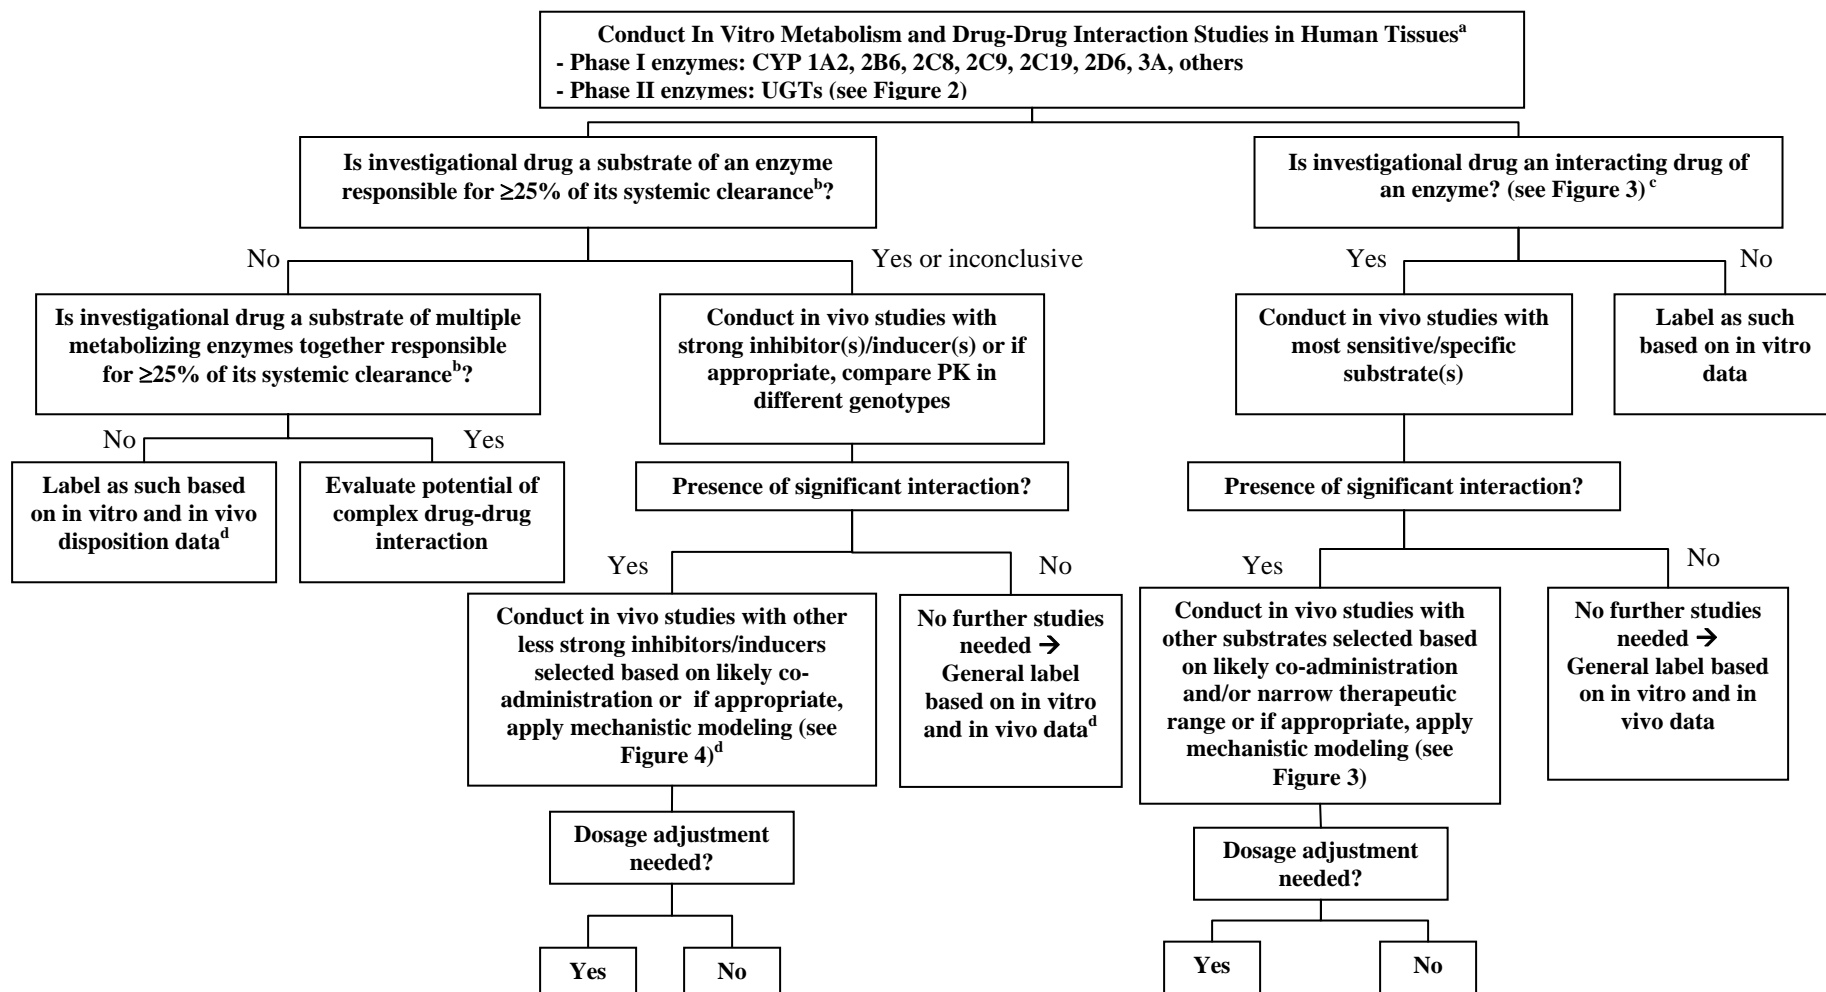 Conduct In Vitro Metabolism and Drug-Drug Interaction Studies in Human Tissuesᵃ
- Phase I enzymes: CYP 1A2, 2B6, 2C8, 2C9, 2C19, 2D6, 3A, others
- Phase II enzymes: UGTs (see Figure 2)
Is investigational drug a substrate of an enzyme
responsible for ≥25% of its systemic clearanceᵇ?
Is investigational drug an interacting drug of
an enzyme? (see Figure 3)ᶜ
No
Yes or inconclusive
Yes
No
Is investigational drug a substrate of multiple
metabolizing enzymes together responsible
for ≥25% of its systemic clearanceᵇ?
Conduct in vivo studies with
strong inhibitor(s)/inducer(s) or if
appropriate, compare PK in
different genotypes
Conduct in vivo studies with
most sensitive/specific
substrate(s)
Label as such
based on in vitro
data
No
Yes
Label as such based
on in vitro and in vivo
disposition dataᵈ
Evaluate potential of
complex drug-drug
interaction
Presence of significant interaction?
Presence of significant interaction?
Yes
No
Yes
No
Conduct in vivo studies with other
less strong inhibitors/inducers
selected based on likely co-
administration or if appropriate,
apply mechanistic modeling (see
Figure 4)ᵈ
No further studies
needed →
General label
based on in vitro
and in vivo dataᵈ
Conduct in vivo studies with
other substrates selected based
on likely co-administration
and/or narrow therapeutic
range or if appropriate, apply
mechanistic modeling (see
Figure 3)
No further studies
needed →
General label based
on in vitro and in
vivo data
Dosage adjustment
needed?
Dosage adjustment
needed?
Yes
No
Yes
No